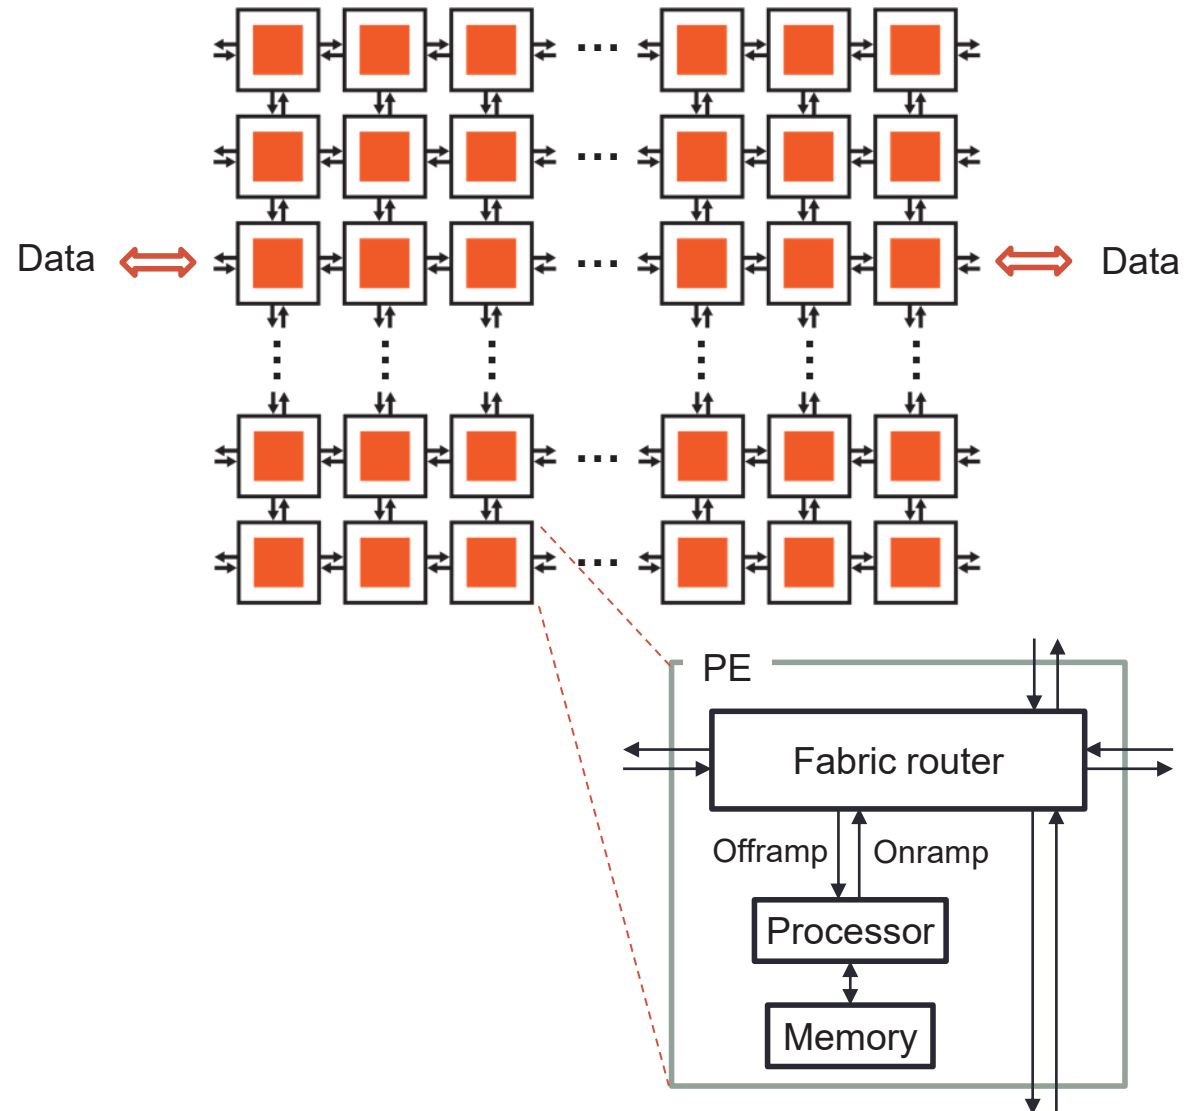 Data
Data
PE
Fabric router
Offramp
Onramp
Processor
Memory